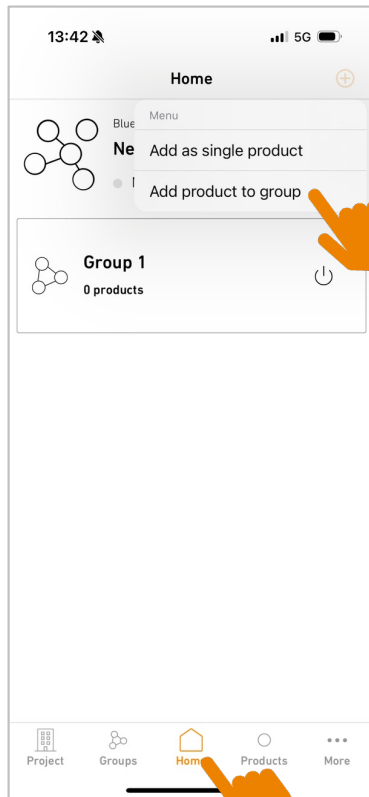 13:42
5G
Home
Menu
Blue
Add as single product
Ne
Add product to group
Group 1
0 products
Project
Groups
Home
Products
More